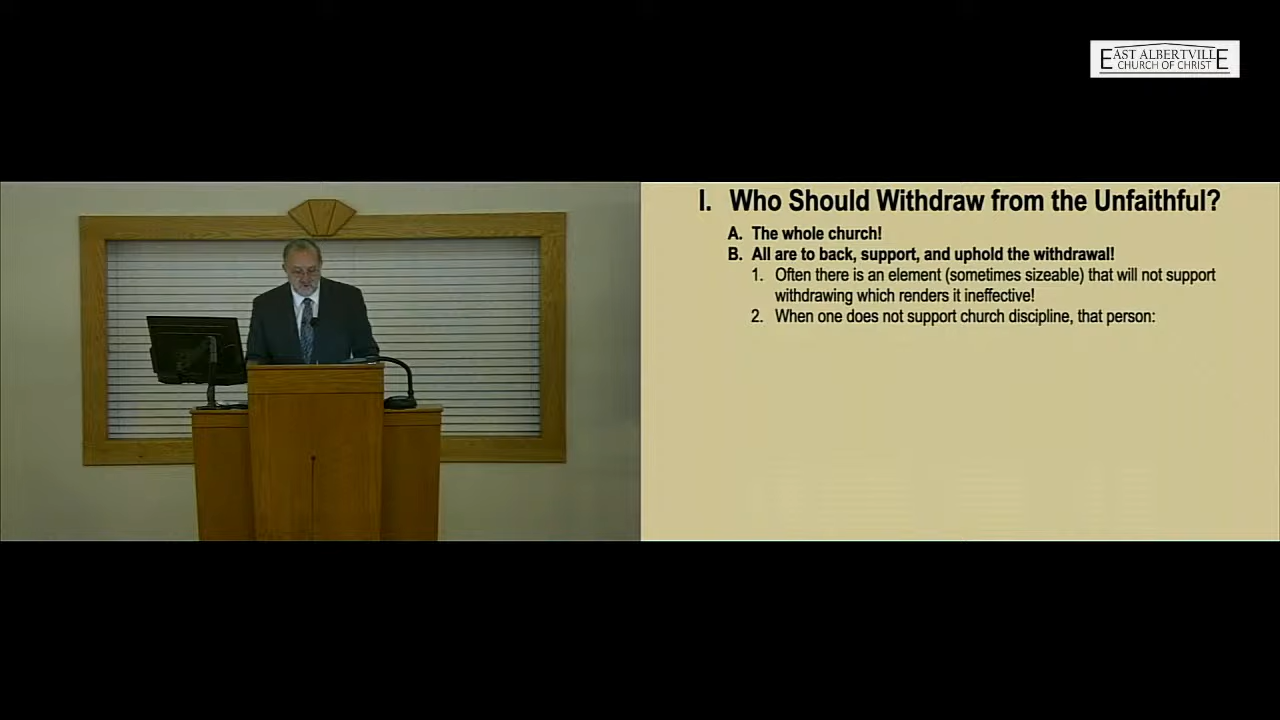 EAST ALBERTVILLE
CHURCH OF CHRIST
I. Who Should Withdraw from the Unfaithful?
A. The whole church!
B. All are to back, support, and uphold the withdrawal!
1. Often there is an element (sometimes sizeable) that will not support
withdrawing which renders it ineffective!
2. When one does not support church discipline, that person: